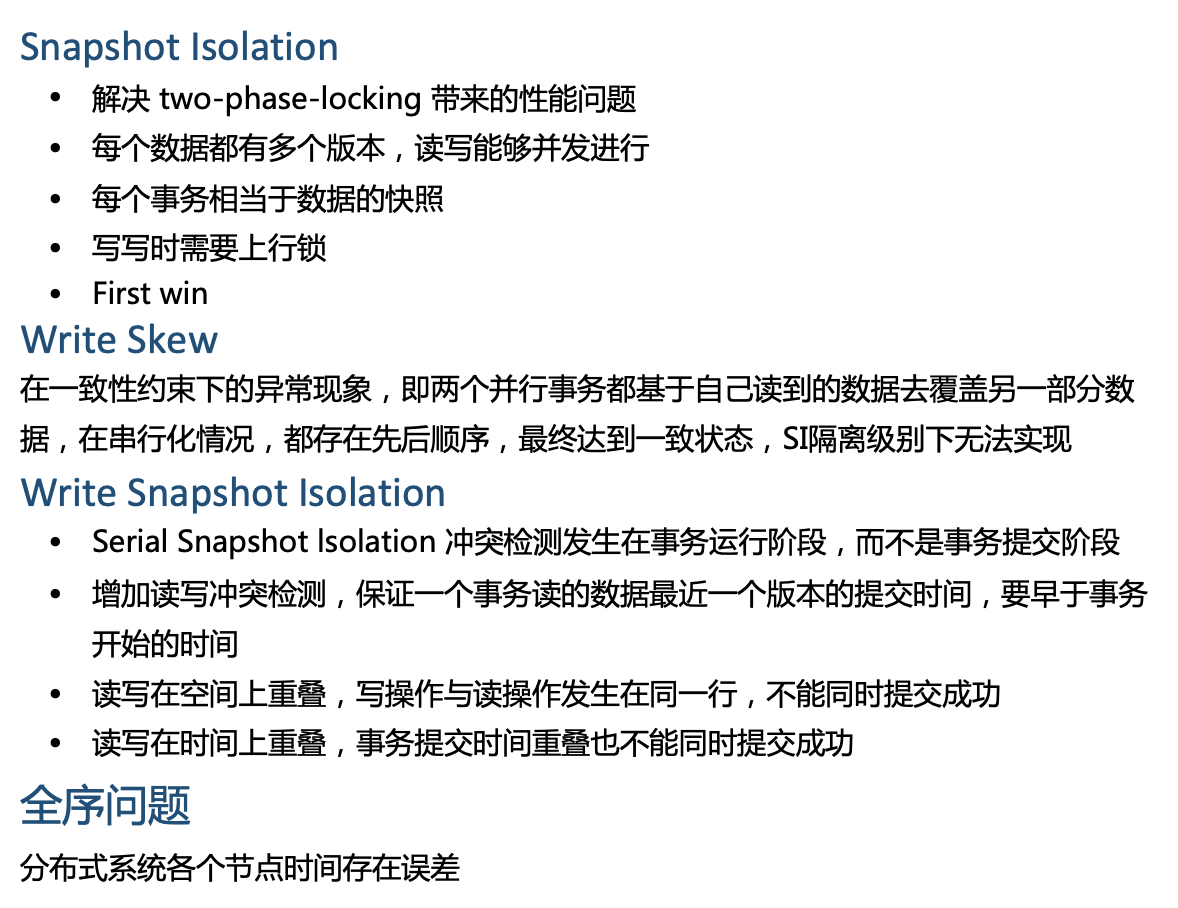 Snapshot Isolation
• 解决 two-phase-locking 带来的性能问题
• 每个数据都有多个版本，读写能够并发进行
• 每个事务相当于数据的快照
• 写写时需要上行锁
• First win
Write Skew
在一致性约束下的异常现象，即两个并行事务都基于自己读到的数据去覆盖另一部分数
据，在串行化情况，都存在先后顺序，最终达到一致状态，SI隔离级别下无法实现
Write Snapshot Isolation
• Serial Snapshot Isolation 冲突检测发生在事务运行阶段，而不是事务提交阶段
• 增加读写冲突检测，保证一个事务读的数据最近一个版本的提交时间，要早于事务
开始的时间
• 读写在空间上重叠，写操作与读操作发生在同一行，不能同时提交成功
• 读写在时间上重叠，事务提交时间重叠也不能同时提交成功
全序问题
分布式系统各个节点时间存在误差